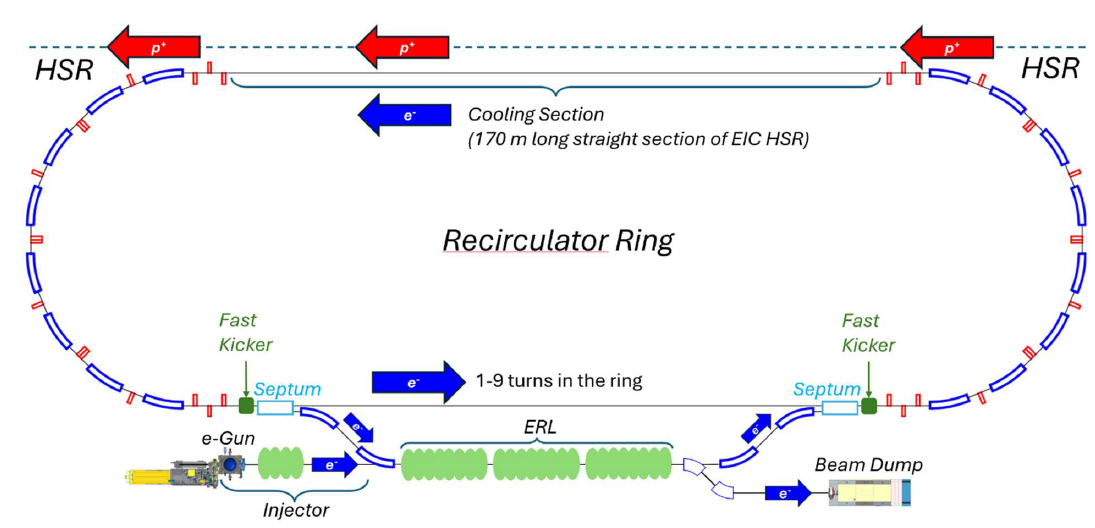 p+ p+ p+
HSR HSR
e- Cooling Section
(170 m long straight section of EIC HSR)
Recirculator Ring
Fast
Kicker
Fast
Kicker
Septum
Septum
e- 1-9 turns in the ring
e-
e-
ERL
e-Gun
e-
Injector
Beam Dump
e-